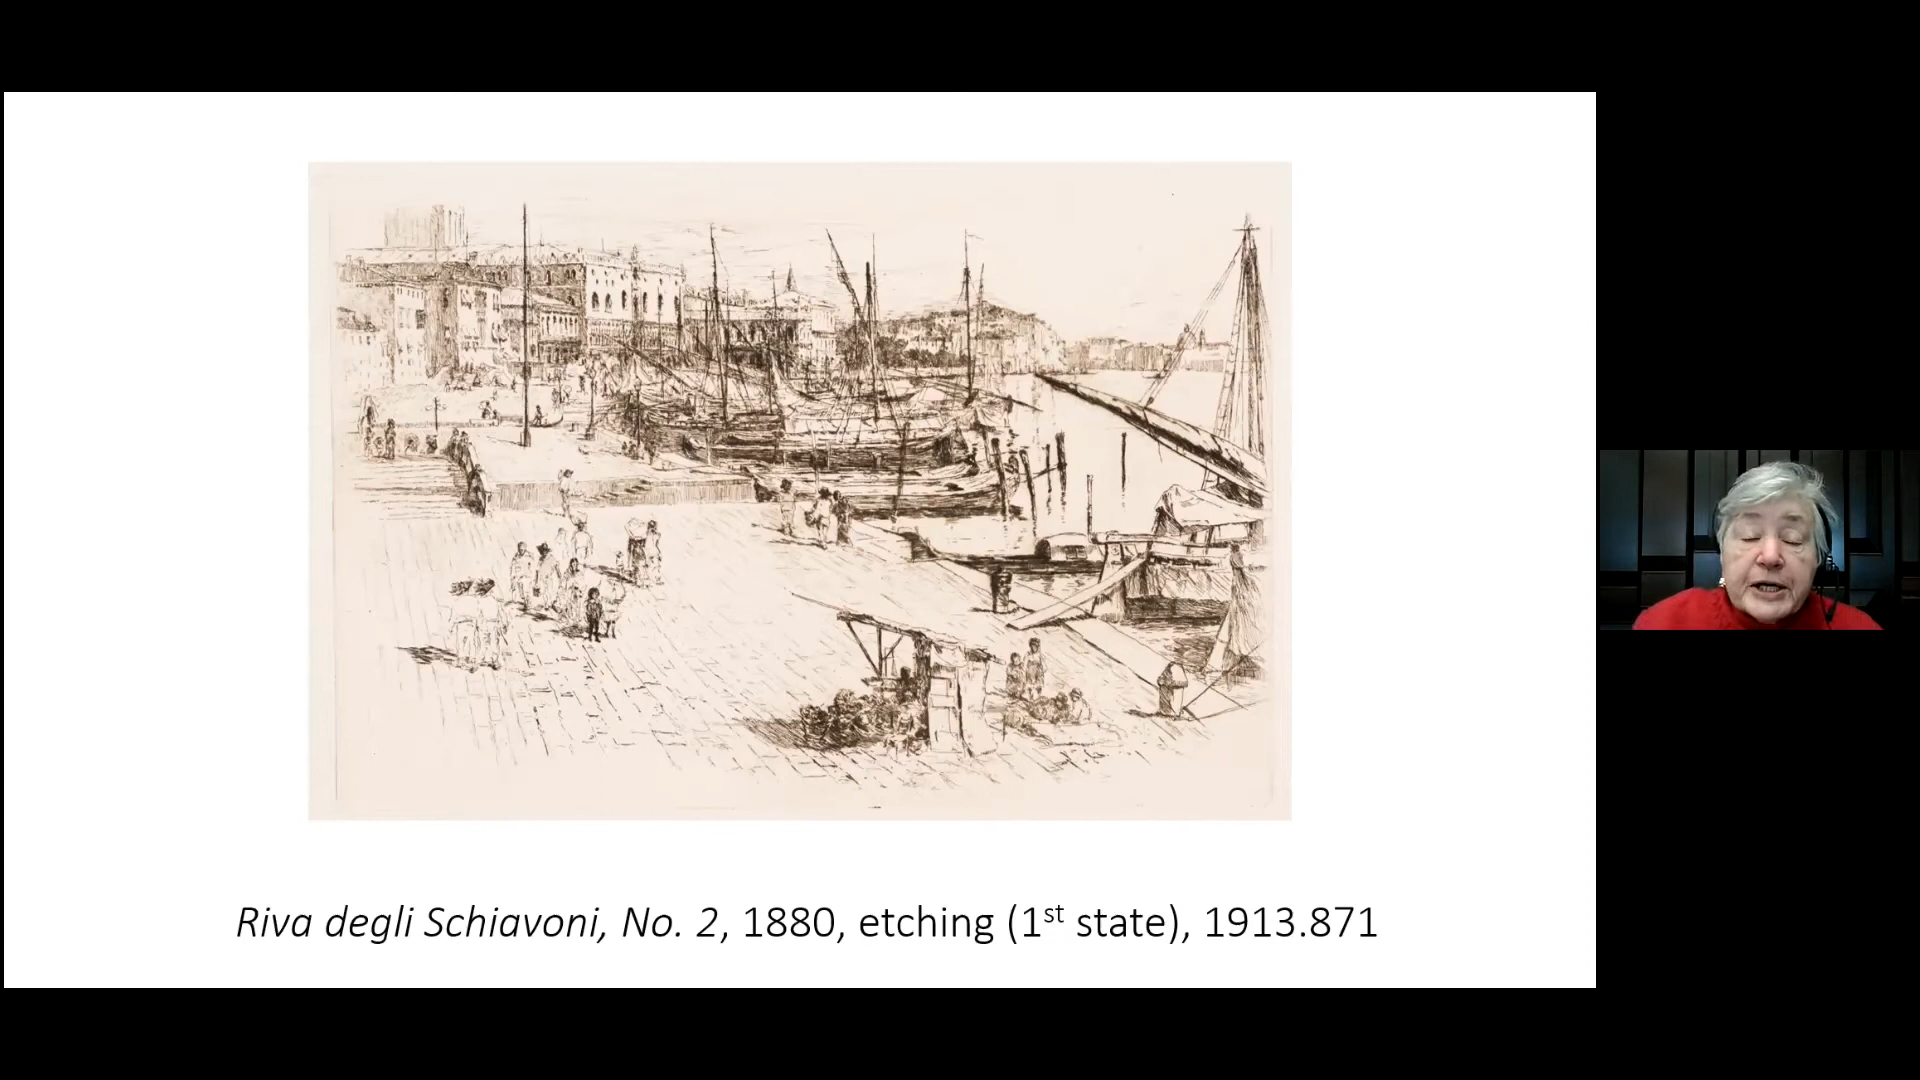 Riva degli Schiavoni, No. 2, 1880, etching (1st state), 1913.871